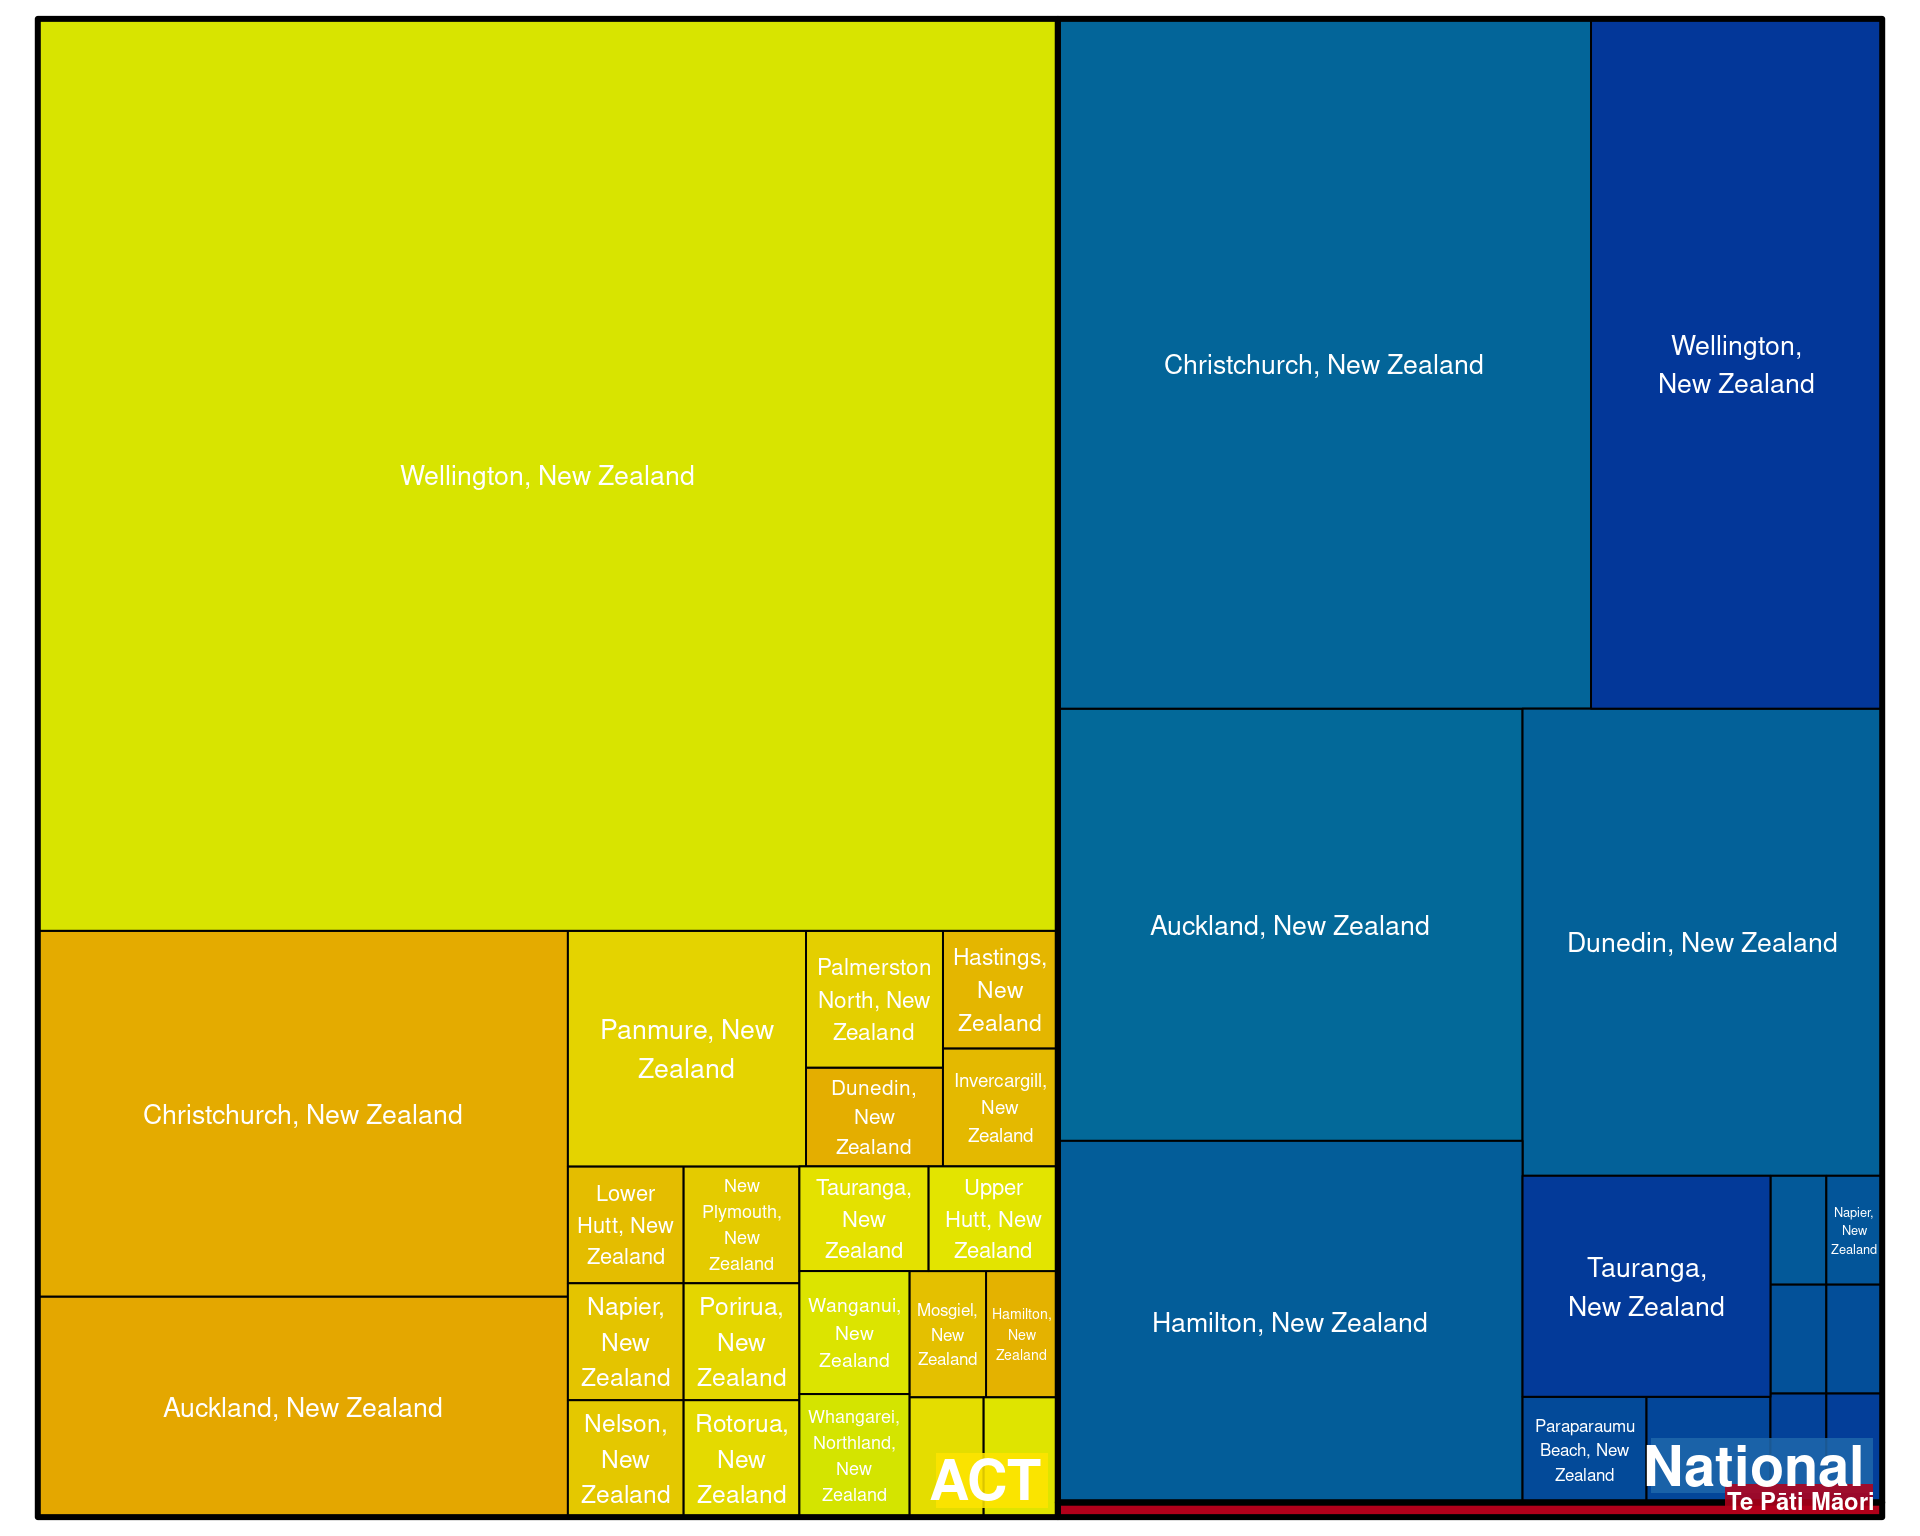 Wellington, New Zealand
Christchurch, New Zealand
Auckland, New Zealand
Panmure, New
Zealand
Palmerston
North, New
Zealand
Hastings,
New
Zealand
Dunedin,
New
Zealand
Invercargill,
New
Zealand
Lower
Hutt, New
Zealand
New
Plymouth,
New
Zealand
Tauranga,
New
Zealand
Upper
Hutt, New
Zealand
Napier,
New
Zealand
Porirua,
New
Zealand
Wanganui,
New
Zealand
Mosgiel,
New
Zealand
Hamilton,
New
Zealand
Nelson,
New
Zealand
Rotorua,
New
Zealand
Whangarei,
Northland,
New
Zealand
ACT
Christchurch, New Zealand
Wellington,
New Zealand
Auckland, New Zealand
Dunedin, New Zealand
Hamilton, New Zealand
Tauranga,
New Zealand
Napier,
New
Zealand
Paraparaumu
Beach, New
Zealand
National
Te Pāti Māori